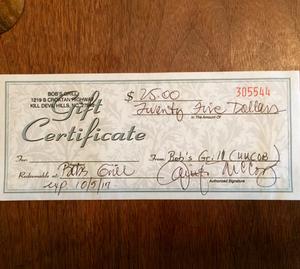 BOB'S GRILL
1219 B CROATAN HIGHWAY
KILL DEVIL HILLS, NC
$ 25.00
305544
Twenty Five Dollars
In The Amount Of
Gift
Certificate
To
From Bob's Grill
Redeemable at Bob's Grill
Authorized Signature
exp 10/5/17